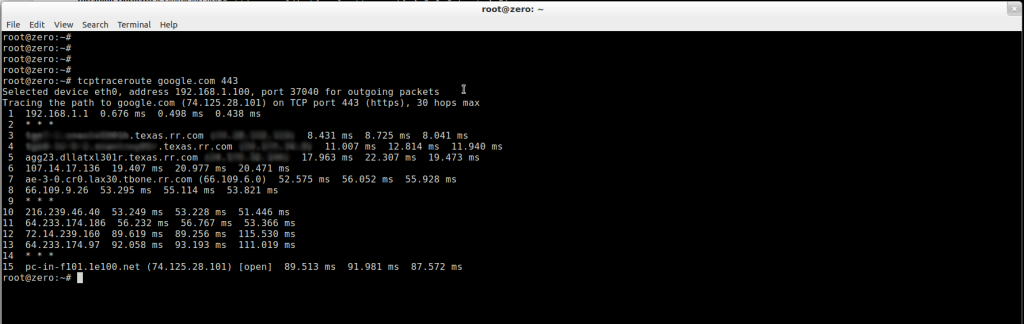 root@zero: ~
File Edit View Search Terminal Help
root@zero:~#
root@zero:~#
root@zero:~#
root@zero:~#
root@zero:~# tcptraceroute google.com 443
Selected device eth0, address 192.168.1.100, port 37040 for outgoing packets
Tracing the path to google.com (74.125.28.101) on TCP port 443 (https), 30 hops max
1 192.168.1.1 0.676 ms 0.498 ms 0.438 ms
2 * * *
3 .texas.rr.com 8.431 ms 8.725 ms 8.041 ms
4 .texas.rr.com 11.007 ms 12.814 ms 11.940 ms
5 agg23.dllatxl301r.texas.rr.com 17.963 ms 22.307 ms 19.473 ms
6 107.14.17.136 19.407 ms 20.977 ms 20.471 ms
7 ae-3-0.cr0.lax30.tbone.rr.com (66.109.6.0) 52.575 ms 56.052 ms 55.928 ms
8 66.109.9.26 53.295 ms 55.114 ms 53.821 ms
9 * * *
10 216.239.46.40 53.249 ms 53.228 ms 51.446 ms
11 64.233.174.186 56.232 ms 56.767 ms 53.366 ms
12 72.14.239.160 89.619 ms 89.256 ms 115.530 ms
13 64.233.174.97 92.058 ms 93.193 ms 111.019 ms
14 * * *
15 pc-in-f101.1e100.net (74.125.28.101) [open] 89.513 ms 91.981 ms 87.572 ms
root@zero:~#